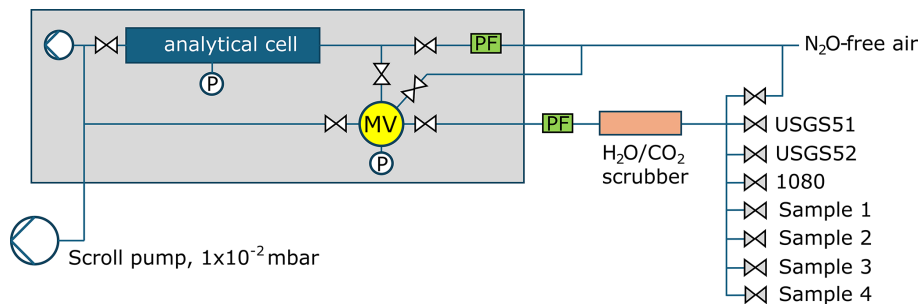 analytical cell
PF
N₂O-free air
P
MV
PF
USGS51
H₂O/CO₂
scrubber
USGS52
P
1080
Sample 1
Sample 2
Scroll pump, 1x10⁻² mbar
Sample 3
Sample 4